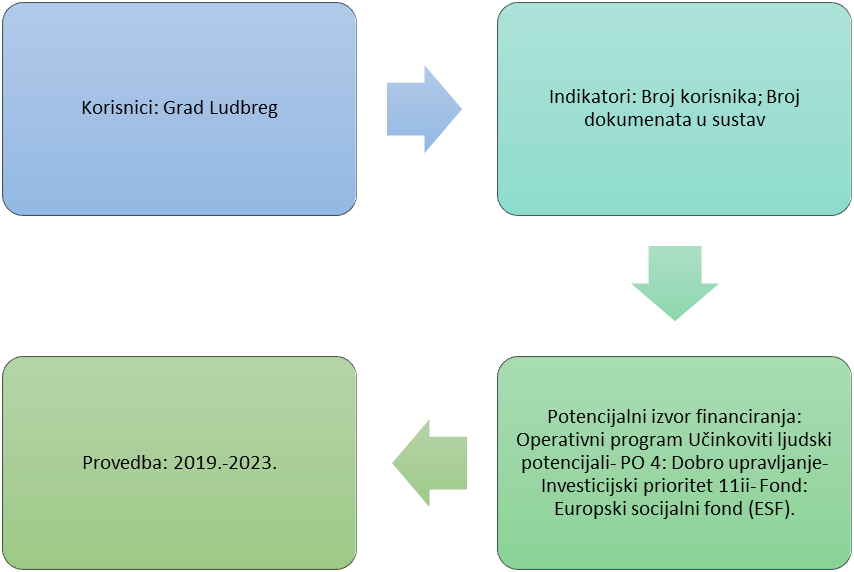 Korisnici: Grad Ludbreg
Indikatori: Broj korisnika; Broj
dokumenata u sustav
Potencijalni izvor financiranja:
Operativni program Učinkoviti ljudski
potencijali- PO 4: Dobro upravljanje-
Investicijski prioritet 11ii- Fond:
Europski socijalni fond (ESF).
Provedba: 2019.-2023.